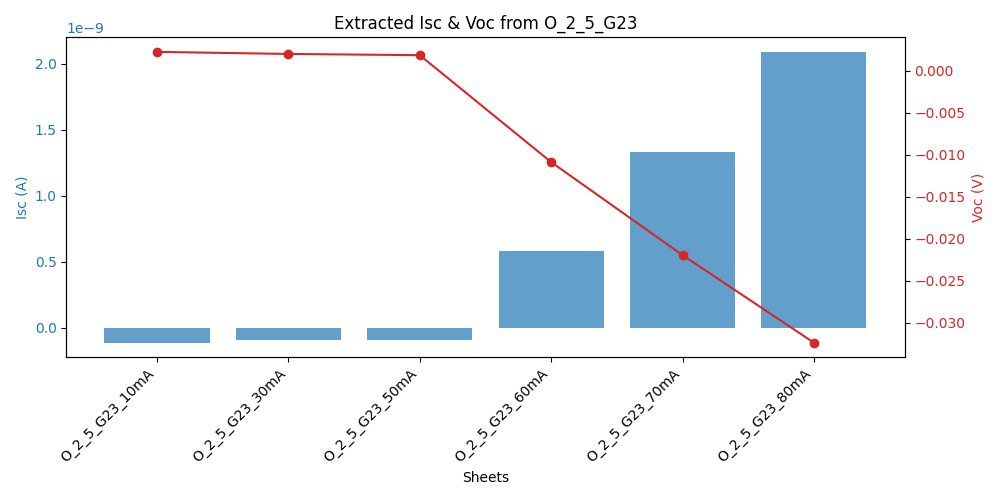 Extracted Isc & Voc from O_2_5_G23
1e−9
2.0
1.5
1.0
0.5
0.0
Isc (A)
0.000
−0.005
−0.010
−0.015
−0.020
−0.025
−0.030
Voc (V)
O_2_5_G23_10mA
O_2_5_G23_30mA
O_2_5_G23_50mA
O_2_5_G23_60mA
O_2_5_G23_70mA
O_2_5_G23_80mA
Sheets